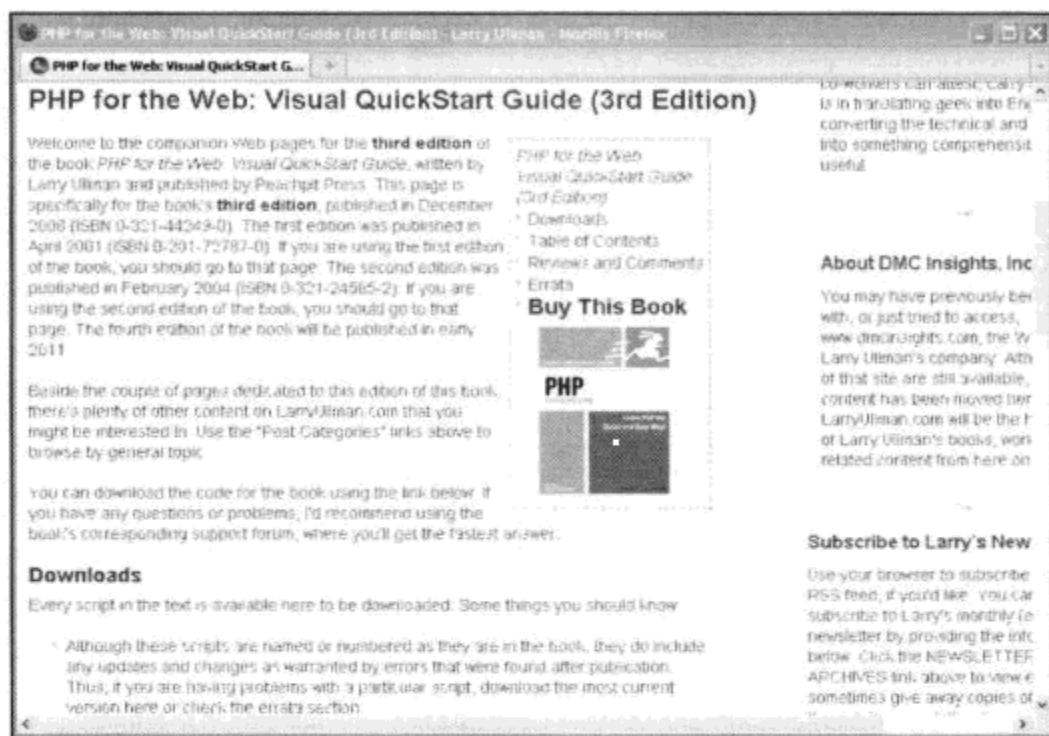 PHP for the Web: Visual QuickStart Guide (3rd Edition) - Larry Ullman - Mozilla Firefox
PHP for the Web: Visual QuickStart G...
PHP for the Web: Visual QuickStart Guide (3rd Edition)
Welcome to the companion Web pages for the third edition of
the book PHP for the Web: Visual QuickStart Guide, written by
Larry Ullman and published by Peachpit Press. This page is
specifically for the book's third edition, published in December
2008 (ISBN 0-321-44249-0). The first edition was published in
April 2001 (ISBN 0-201-72787-0). If you are using the first edition
of the book, you should go to that page. The second edition was
published in February 2004 (ISBN 0-321-24565-2). If you are
using the second edition of the book, you should go to that
page. The fourth edition of the book will be published in early
2011.
Beside the couple of pages dedicated to this edition of this book,
there's plenty of other content on LarryUllman.com that you
might be interested in. Use the "Post Categories" links above to
browse by general topic.
You can download the code for the book using the link below. If
you have any questions or problems, I'd recommend using the
book's corresponding support forum, where you'll get the fastest answer.
PHP for the Web:
Visual QuickStart Guide
(3rd Edition)
Downloads
Table of Contents
Reviews and Comments
Errata
Buy This Book
PHP
Downloads
Every script in the text is available here to be downloaded. Some things you should know
Although these scripts are named or numbered as they are in the book, they do include
any updates and changes as warranted by errors that were found after publication.
Thus, if you are having problems with a particular script, download the most current
version here or check the errata section.
co-workers can attest, Larry
is in translating geek into Eng
converting the technical and
into something comprehensit
useful.
About DMC Insights, Inc
You may have previously bee
with, or just tried to access,
www.dmcinsights.com, the W
Larry Ullman's company. Alth
of that site are still available,
content has been moved her
LarryUllman.com will be the h
of Larry Ullman's books, wor
related content from here on
Subscribe to Larry's New
Use your browser to subscribe
RSS feed, if you'd like. You car
subscribe to Larry's monthly (e
newsletter by providing the infc
below. Click the NEWSLETTER
ARCHIVES link above to view e
sometimes give away copies of